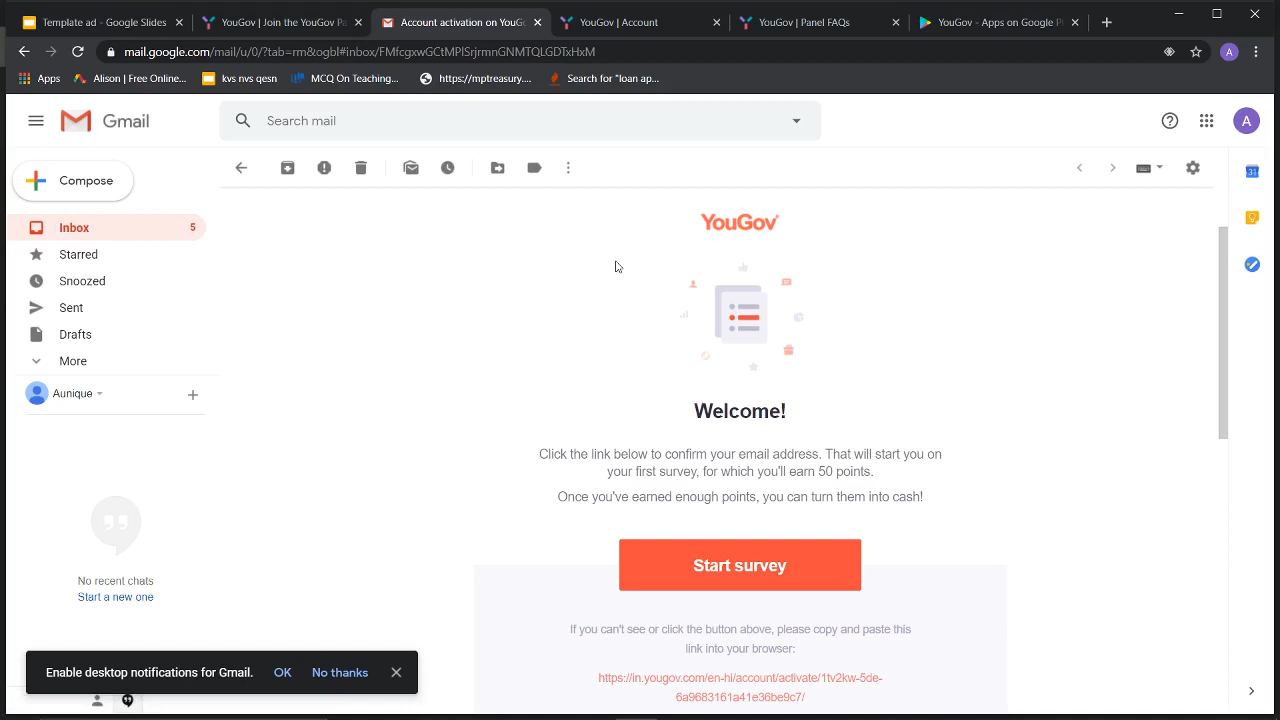 Template ad - Google Slides
YouGov | Join the YouGov Pa
Account activation on YouGo
YouGov | Account
YouGov | Panel FAQs
YouGov - Apps on Google P
mail.google.com/mail/u/0/?tab=rm&ogbl#inbox/FMfcgxwGCtMPlSrjrmnGNMTQLGDTxHxM
A
Apps
Alison | Free Online...
kvs nvs qesn
MCQ On Teaching...
https://mptreasury....
Search for "loan ap...
Gmail
Search mail
A
Compose
Inbox 5
Starred
Snoozed
Sent
Drafts
More
Aunique
No recent chats
Start a new one
31
YouGov
Welcome!
Click the link below to confirm your email address. That will start you on
your first survey, for which you'll earn 50 points.
Once you've earned enough points, you can turn them into cash!
Start survey
If you can't see or click the button above, please copy and paste this
link into your browser:
https://in.yougov.com/en-hi/account/activate/1tv2kw-5de-
6a9683161a41e36be9c7/
Enable desktop notifications for Gmail. OK No thanks